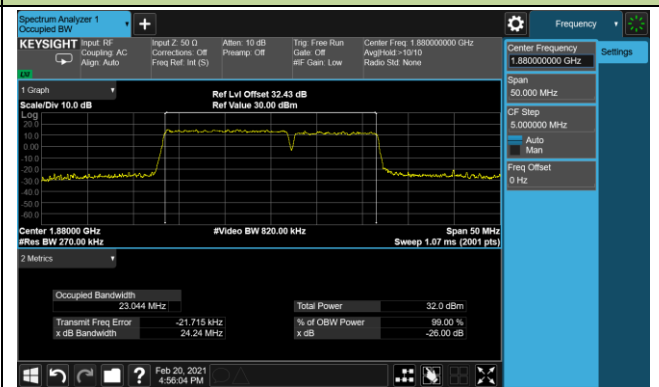 Spectrum Analyzer 1
Occupied BW
+
Frequency
KEYSIGHT
Input: RF
Coupling: AC
Align: Auto
Input Z: 50 Ω
Corrections: Off
Freq Ref: Int (S)
Atten: 10 dB
Preamp: Off
Trig: Free Run
Gate: Off
#IF Gain: Low
Center Freq: 1.880000000 GHz
Avg|Hold:>10/10
Radio Std: None
Center Frequency
1.880000000 GHz
Settings
Span
50.000 MHz
CF Step
5.000000 MHz
Auto
Man
Freq Offset
0 Hz
1 Graph
Scale/Div 10.0 dB
Ref Lvl Offset 32.43 dB
Ref Value 30.00 dBm
Log
20.0
10.0
0.00
-10.0
-20.0
-30.0
-40.0
-50.0
-60.0
Center 1.88000 GHz
#Res BW 270.00 kHz
#Video BW 820.00 kHz
Span 50 MHz
Sweep 1.07 ms (2001 pts)
2 Metrics
Occupied Bandwidth
23.044 MHz
Total Power
32.0 dBm
Transmit Freq Error
-21.715 kHz
% of OBW Power
99.00 %
x dB Bandwidth
24.24 MHz
x dB
-26.00 dB
?
Feb 20, 2021
4:56:04 PM